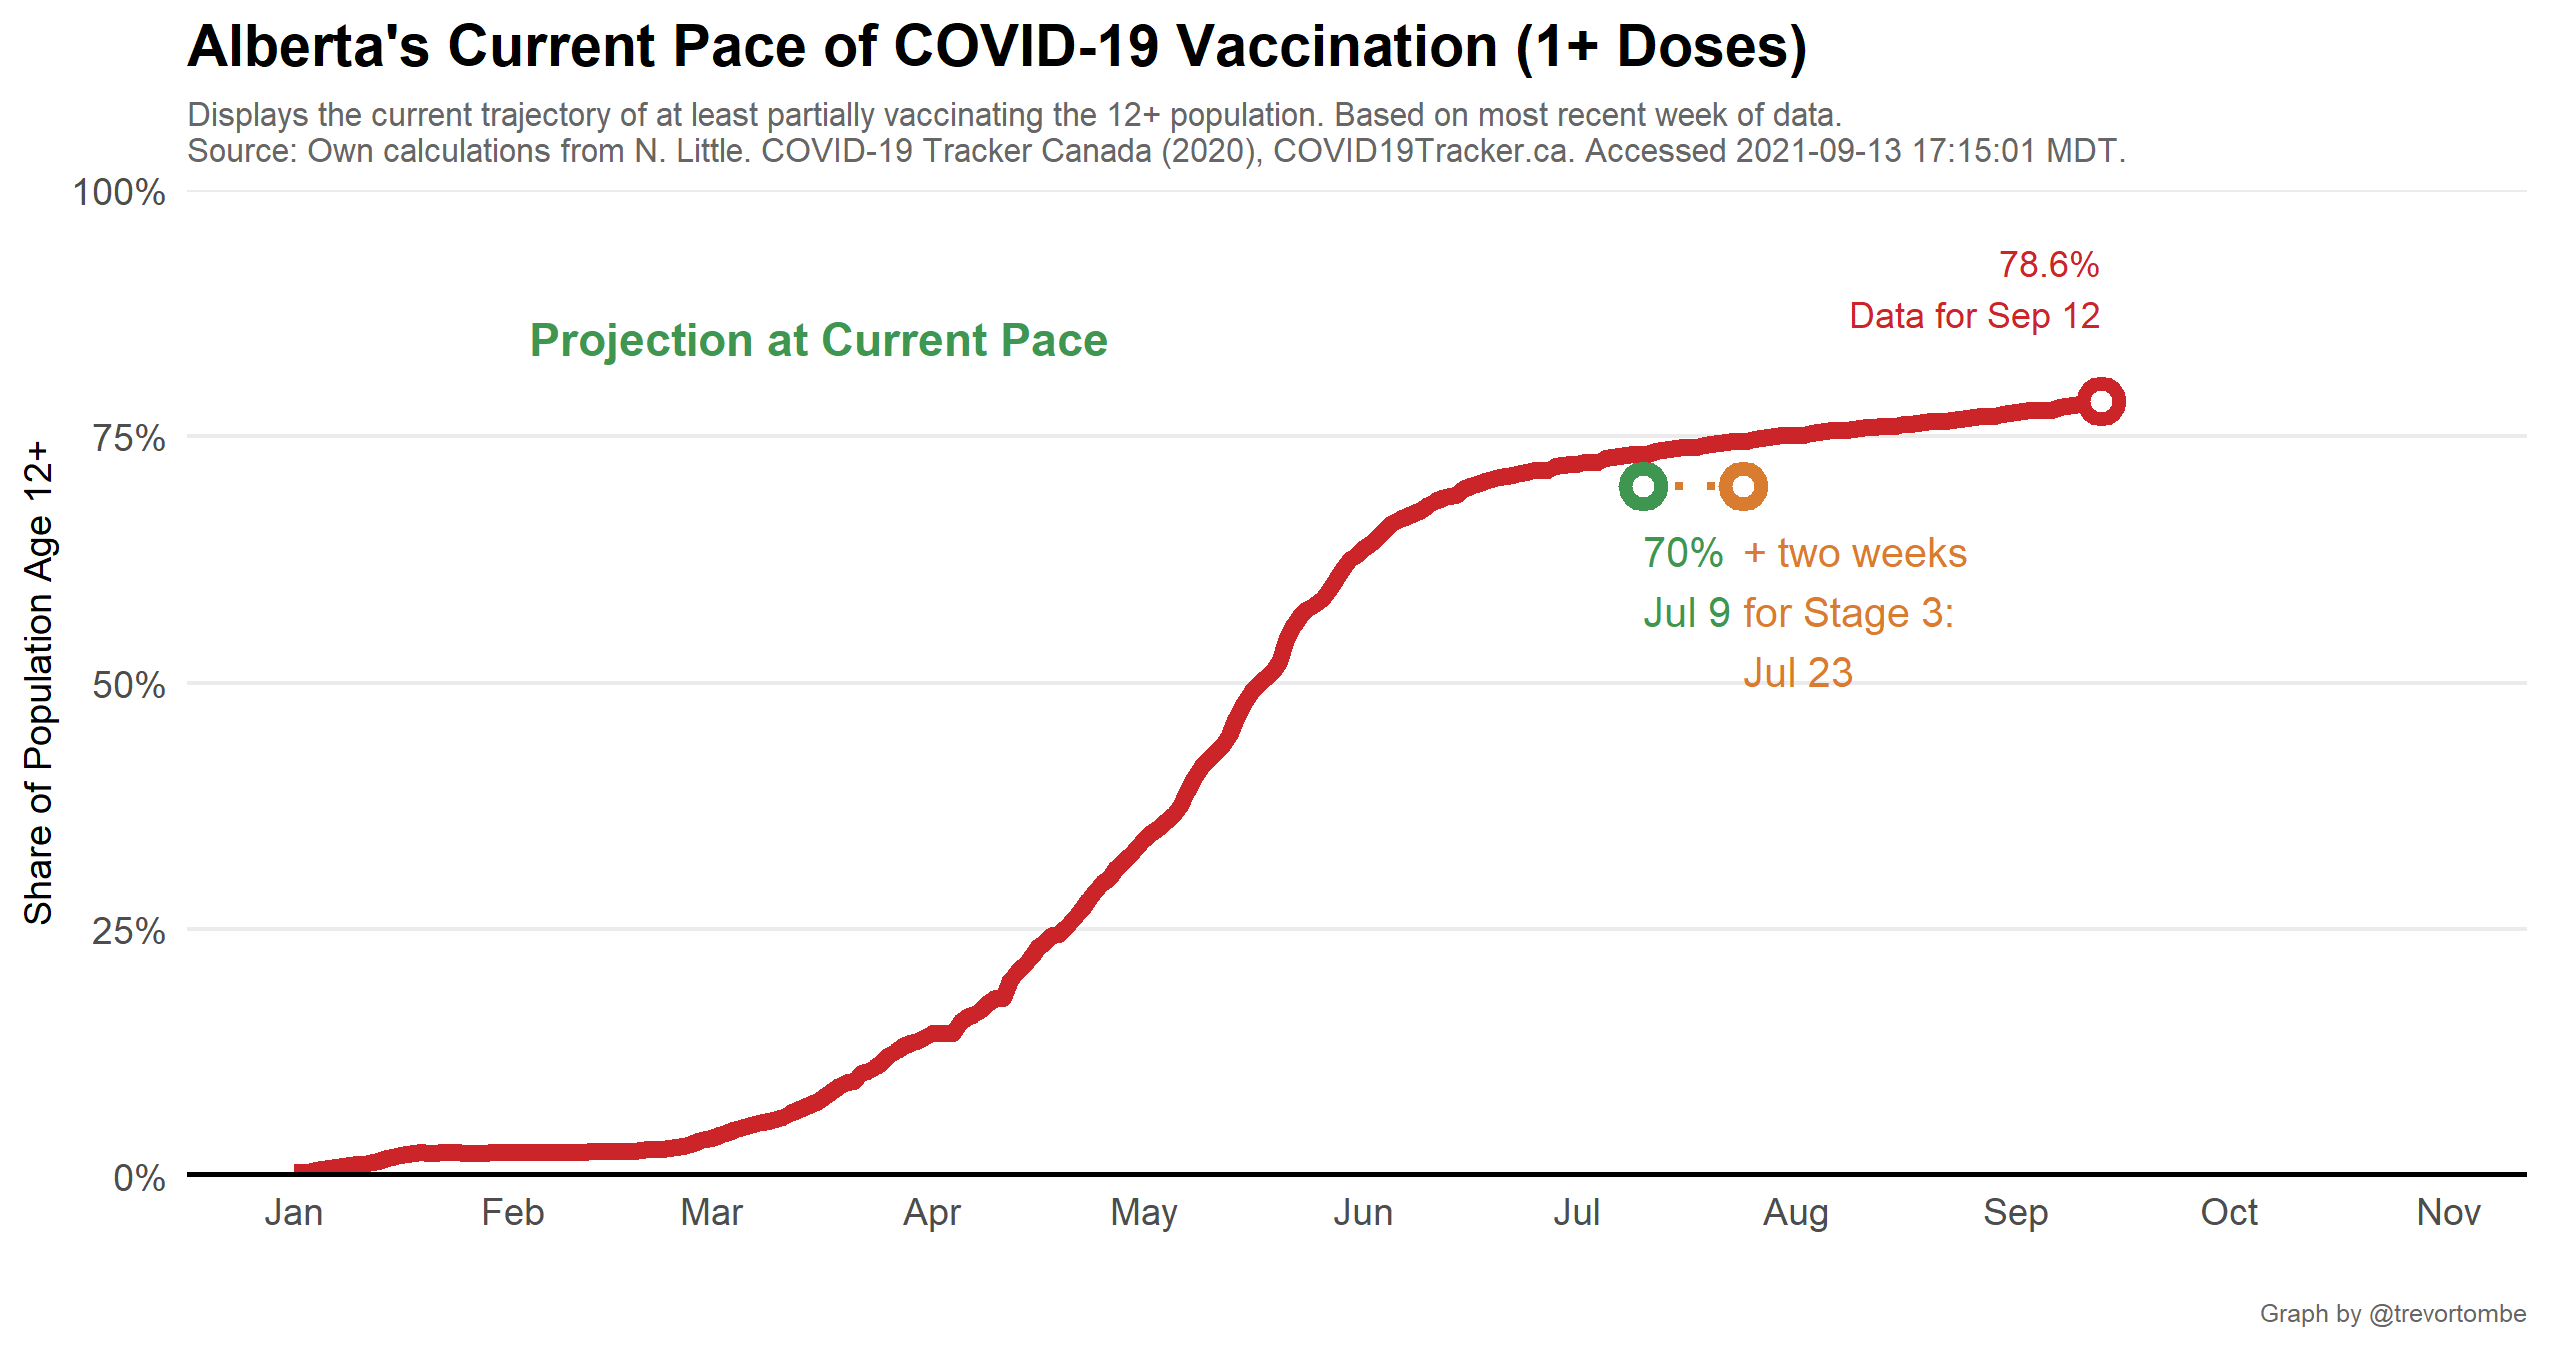 Alberta's Current Pace of COVID-19 Vaccination (1+ Doses)
Displays the current trajectory of at least partially vaccinating the 12+ population. Based on most recent week of data.
Source: Own calculations from N. Little. COVID-19 Tracker Canada (2020), COVID19Tracker.ca. Accessed 2021-09-13 17:15:01 MDT.
100%
75%
50%
25%
0%
Share of Population Age 12+
Projection at Current Pace
78.6%
Data for Sep 12
70%
Jul 9
+ two weeks
for Stage 3:
Jul 23
Jan Feb Mar Apr May Jun Jul Aug Sep Oct Nov
Graph by @trevortombe